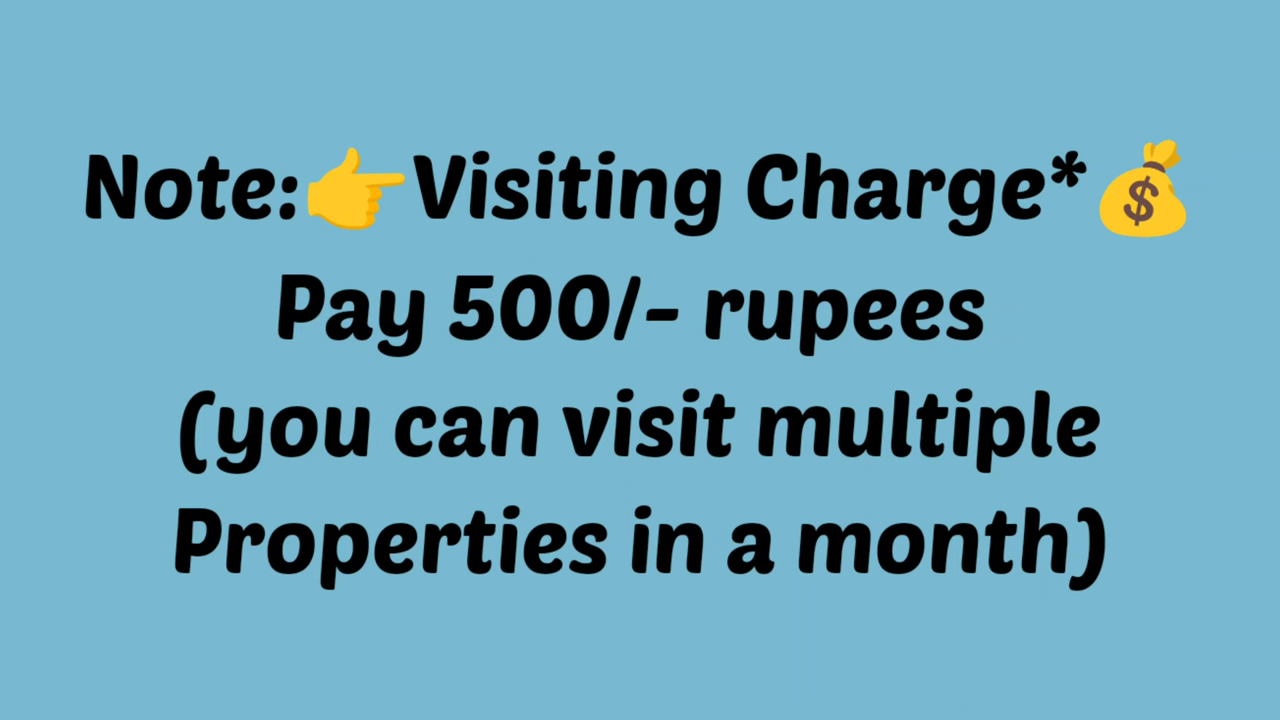 Note:👉Visiting Charge*💰
Pay 500/- rupees
(you can visit multiple
Properties in a month)